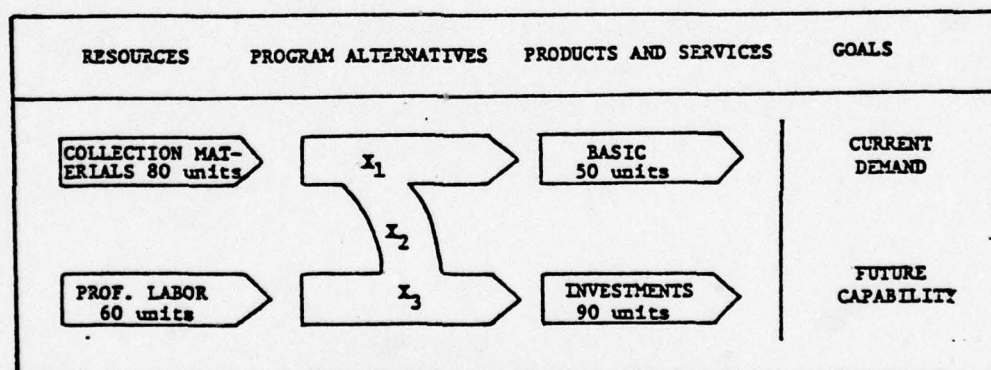 RESOURCES PROGRAM ALTERNATIVES PRODUCTS AND SERVICES GOALS
COLLECTION MAT-
ERIALS 80 units
X1
BASIC
50 units
CURRENT
DEMAND
X2
PROF. LABOR
60 units
X3
INVESTMENTS
90 units
FUTURE
CAPABILITY